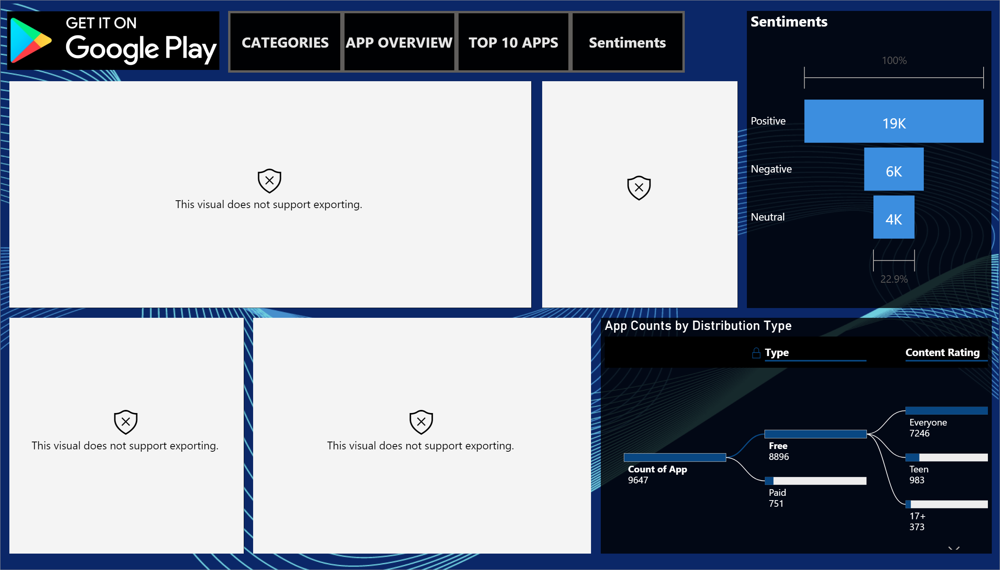 GET IT ON
Google Play
CATEGORIES
APP OVERVIEW
TOP 10 APPS
Sentiments
Sentiments
100%
Positive
19K
Negative
6K
Neutral
4K
22.9%
This visual does not support exporting.
This visual does not support exporting.
This visual does not support exporting.
App Counts by Distribution Type
Type
Content Rating
Count of App
9647
Free
8896
Paid
751
Everyone
7246
Teen
983
17+
373